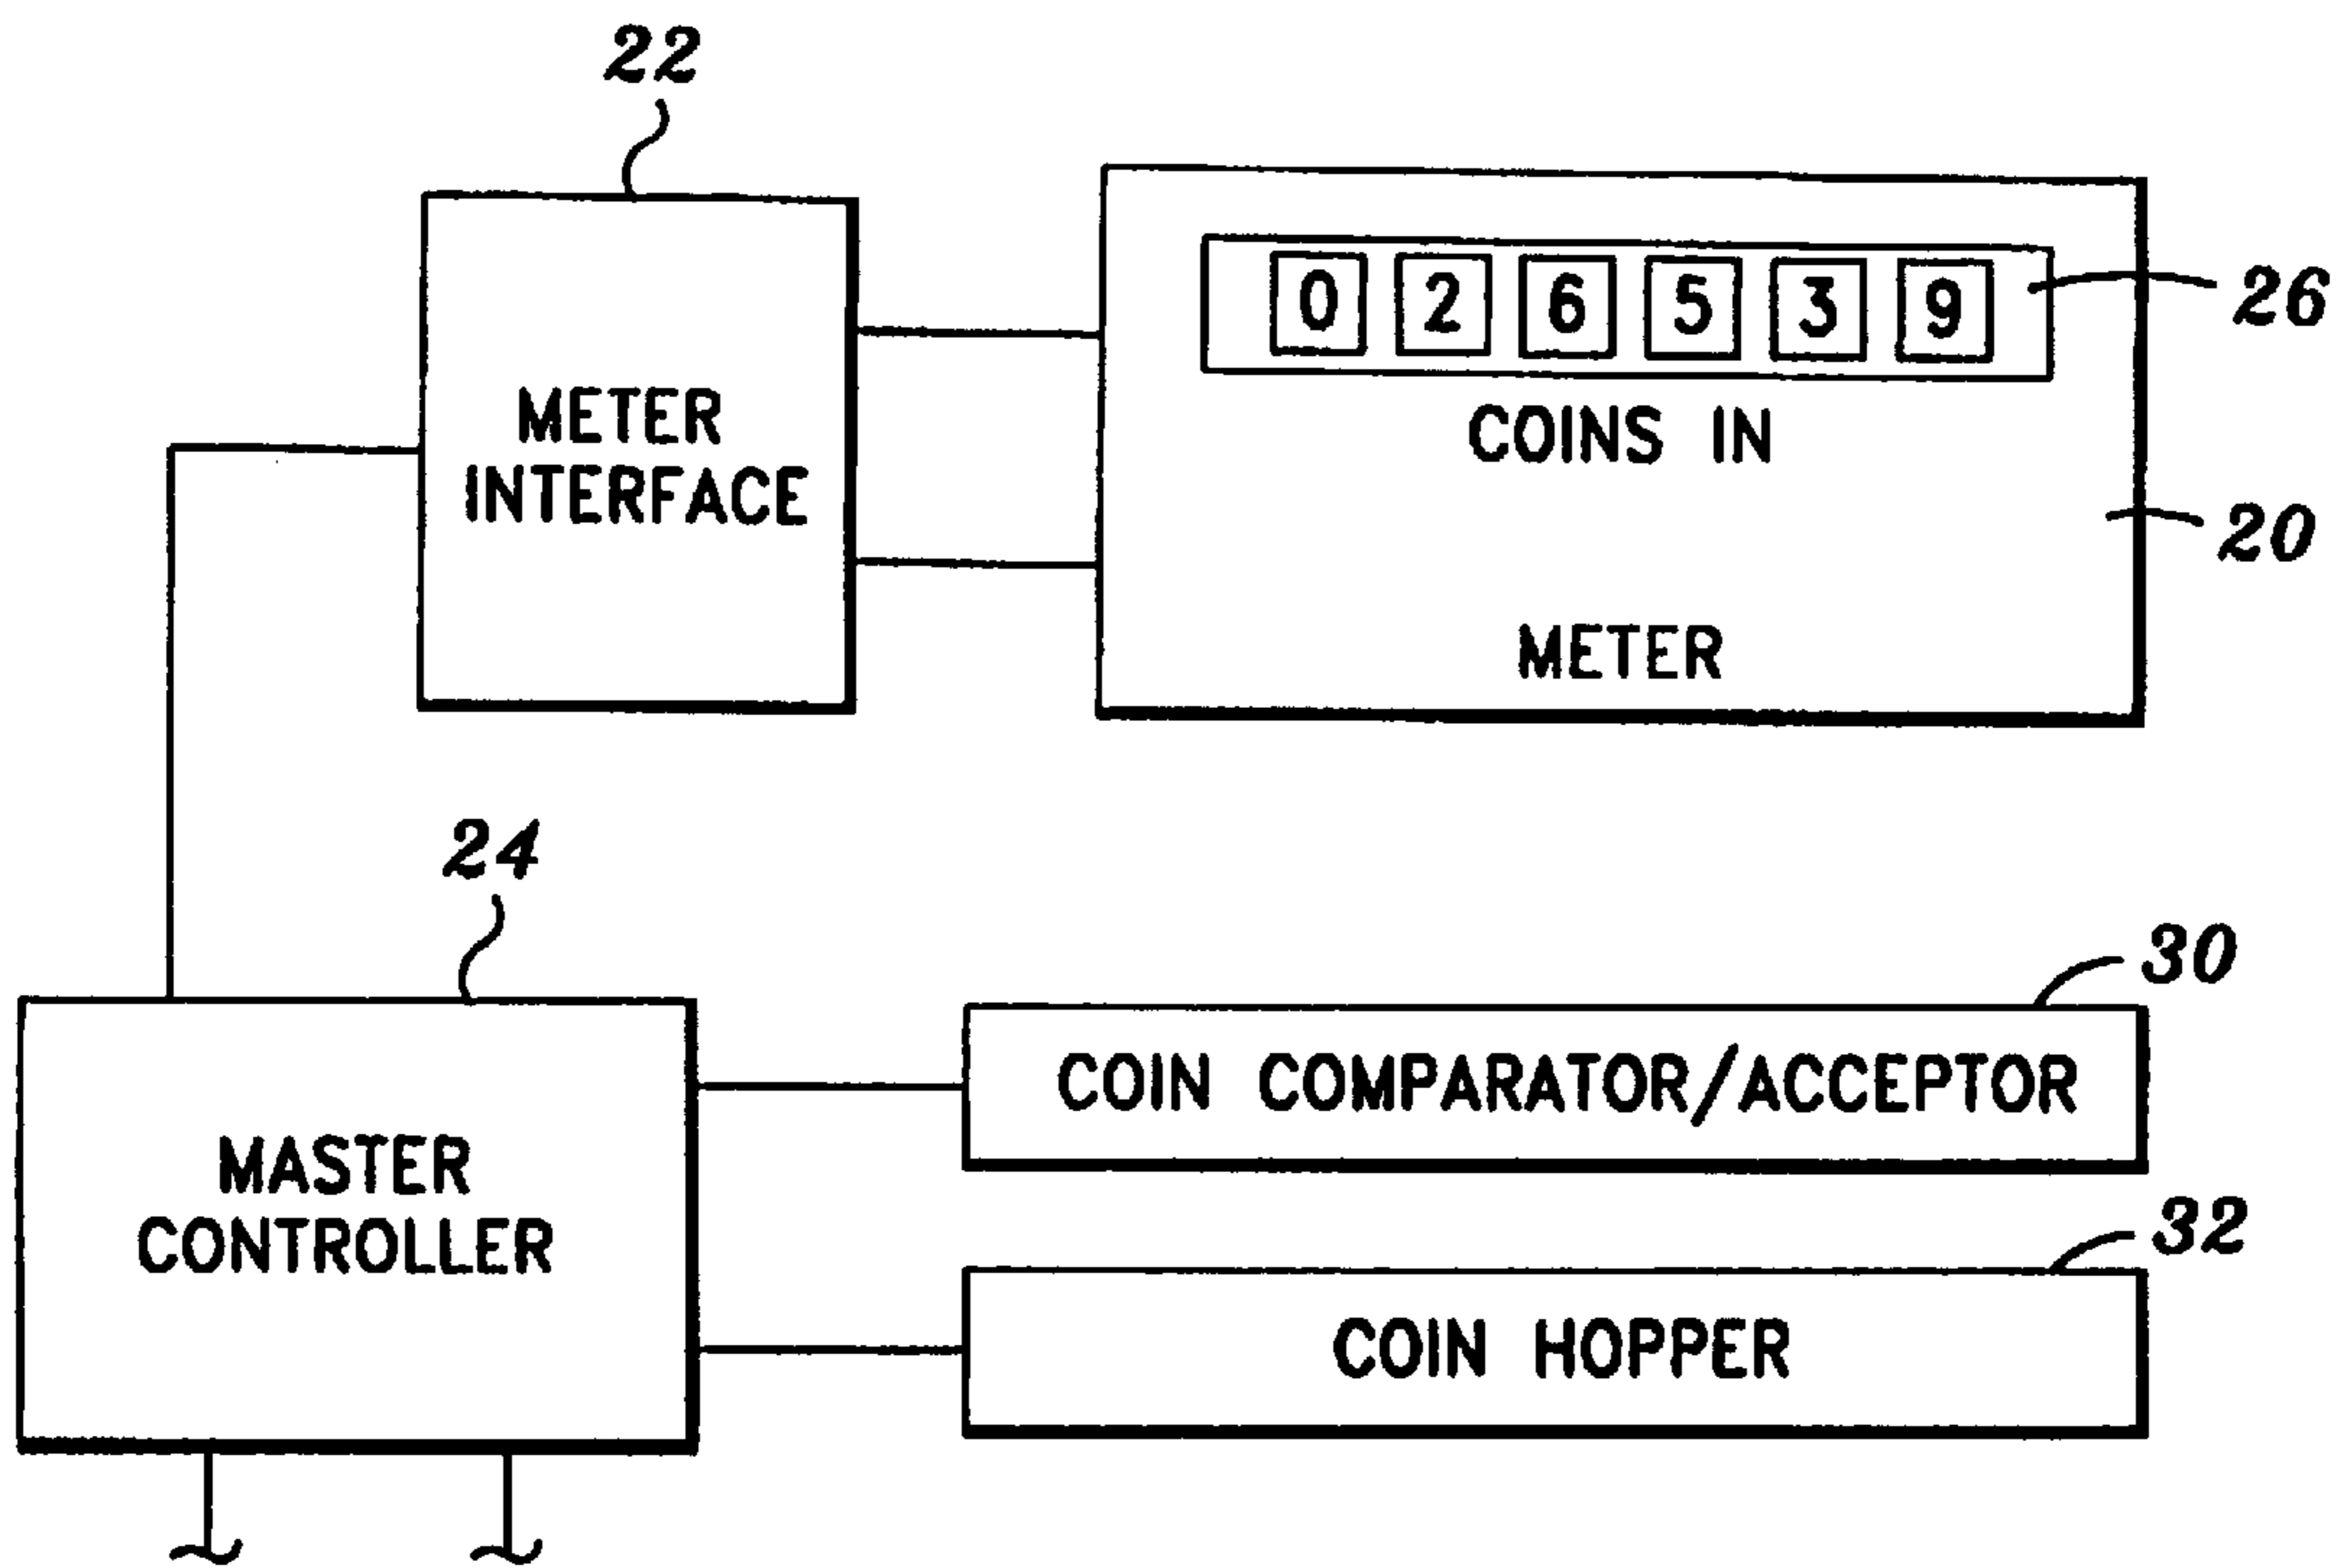 22
0 2 6 5 3 9
26
COINS IN
METER
INTERFACE
20
METER
24
30
COIN COMPARATOR/ACCEPTOR
MASTER
CONTROLLER
32
COIN HOPPER